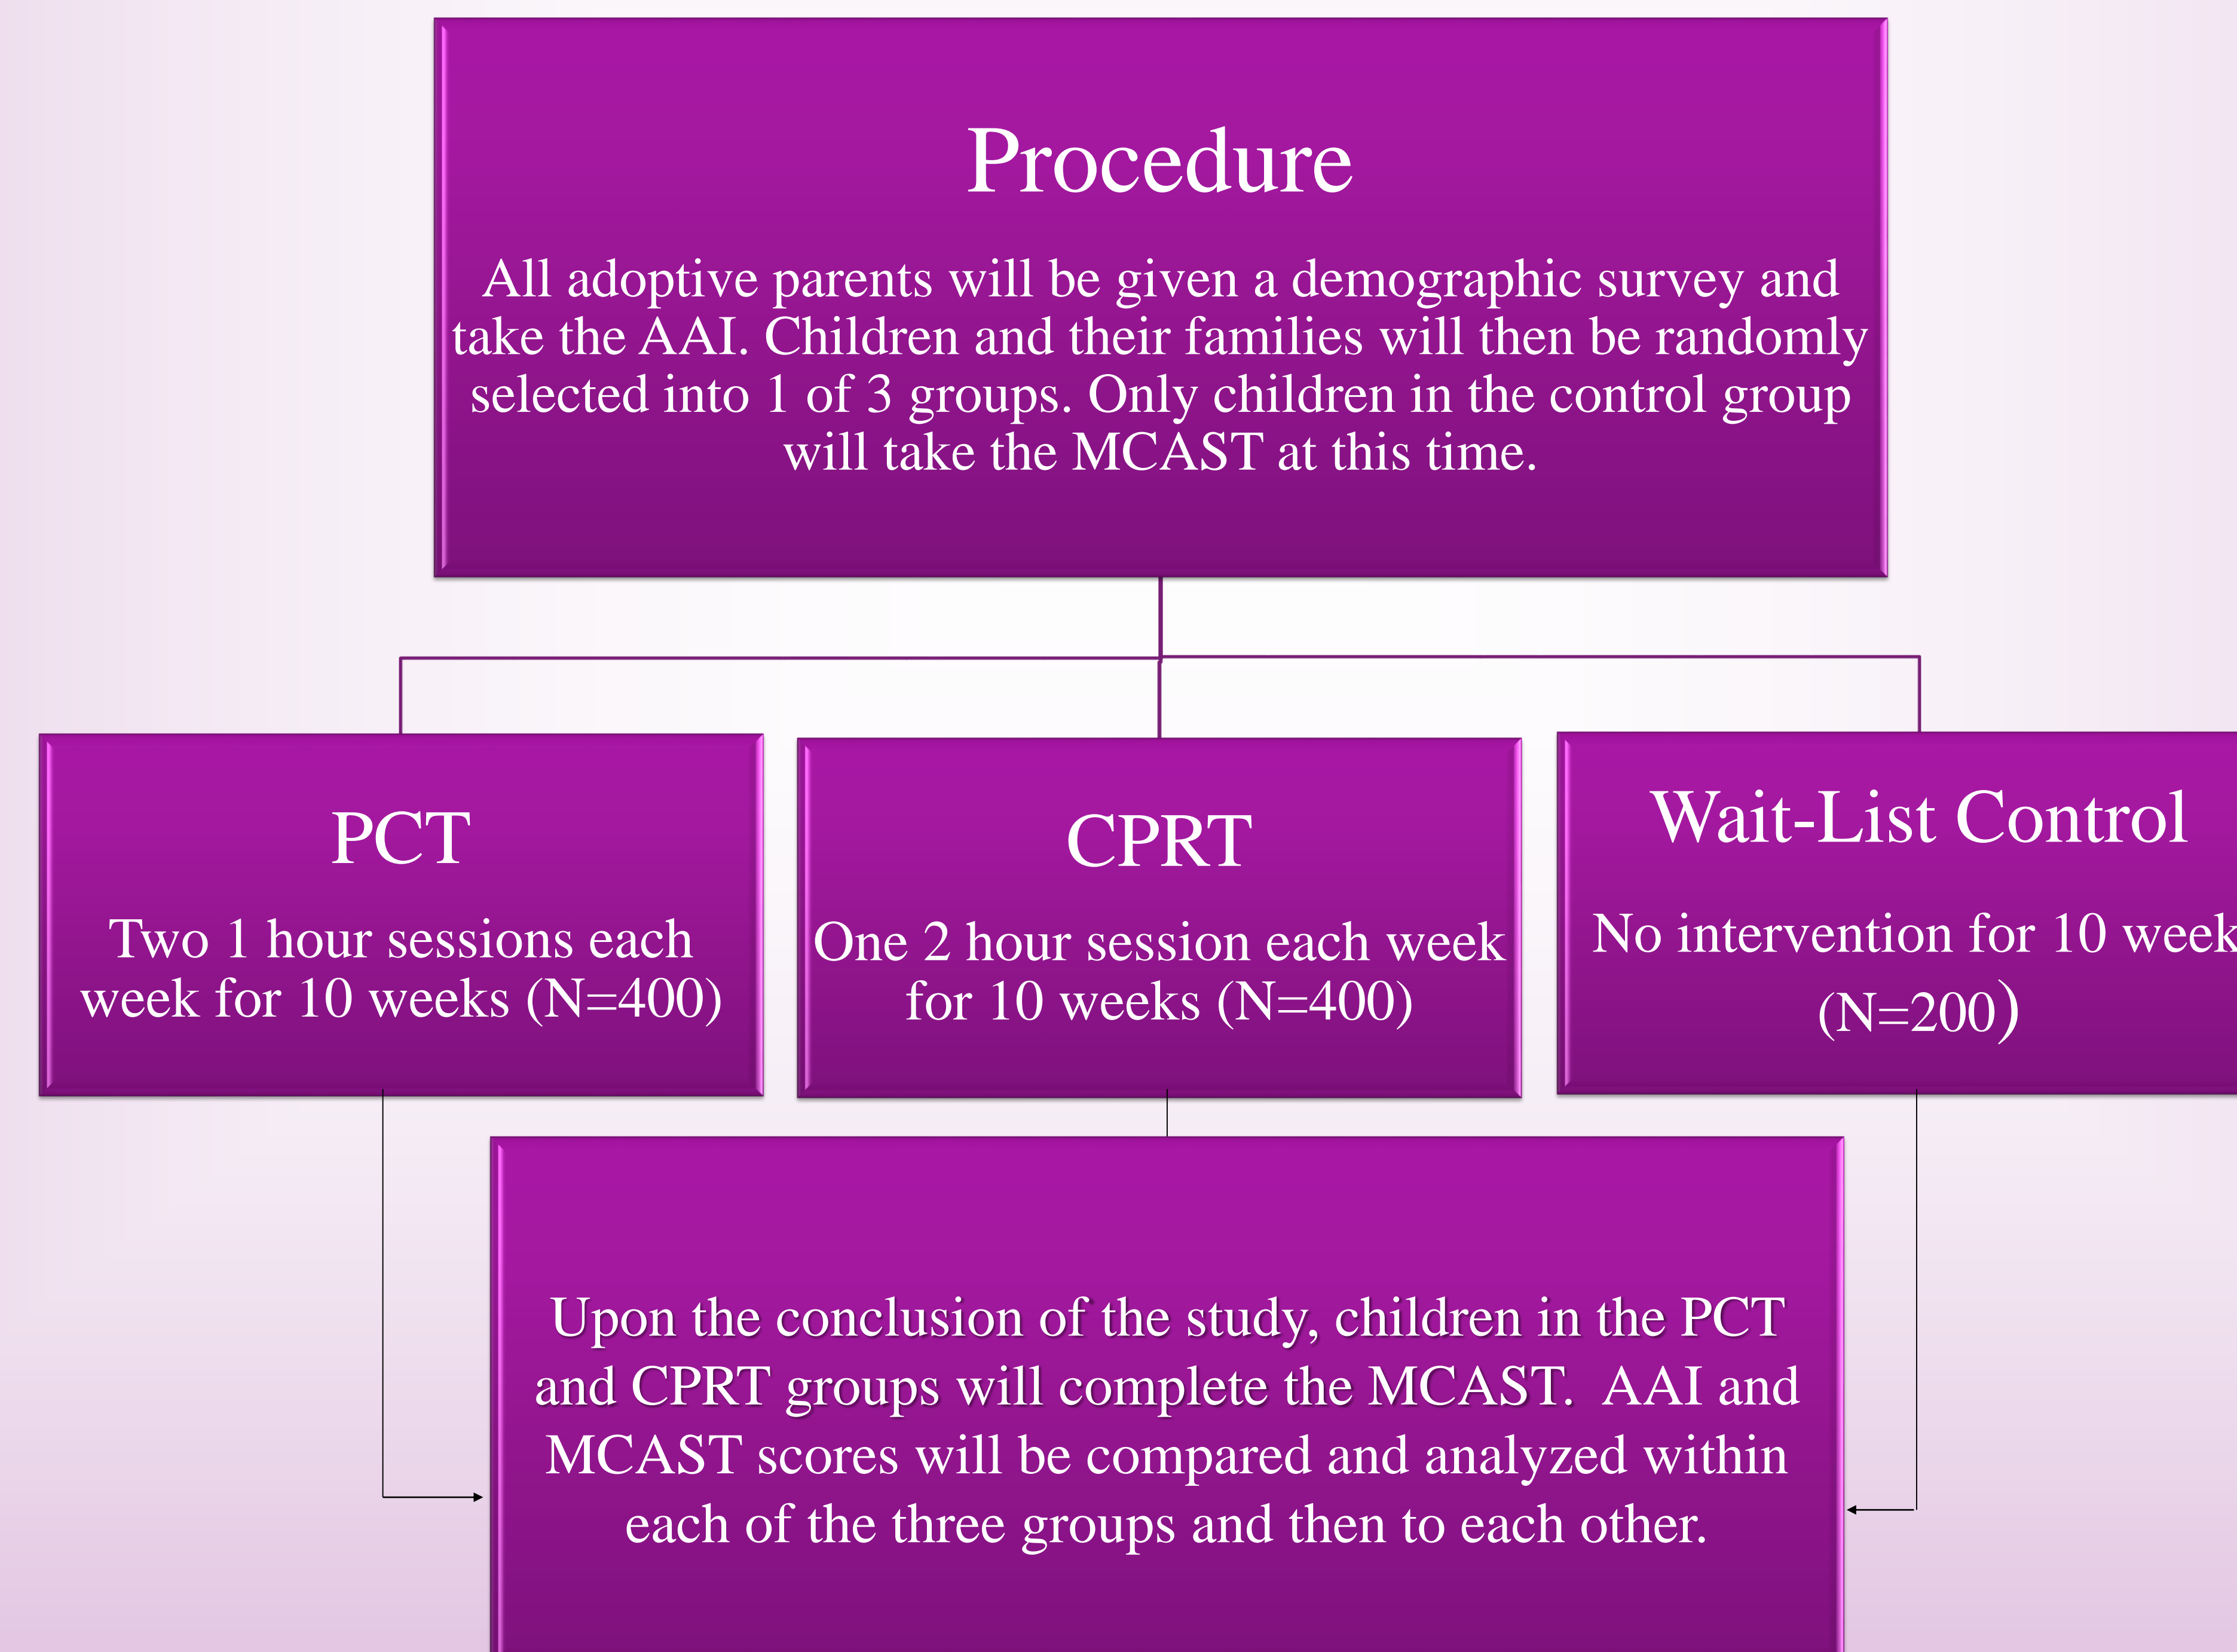 Procedure
All adoptive parents will be given a demographic survey and
take the AAI. Children and their families will then be randomly
selected into 1 of 3 groups. Only children in the control group
will take the MCAST at this time.
PCT
Two 1 hour sessions each
week for 10 weeks (N=400)
CPRT
One 2 hour session each week
for 10 weeks (N=400)
Wait-List Control
No intervention for 10 week
(N=200)
Upon the conclusion of the study, children in the PCT
and CPRT groups will complete the MCAST.  AAI and
MCAST scores will be compared and analyzed within
each of the three groups and then to each other.